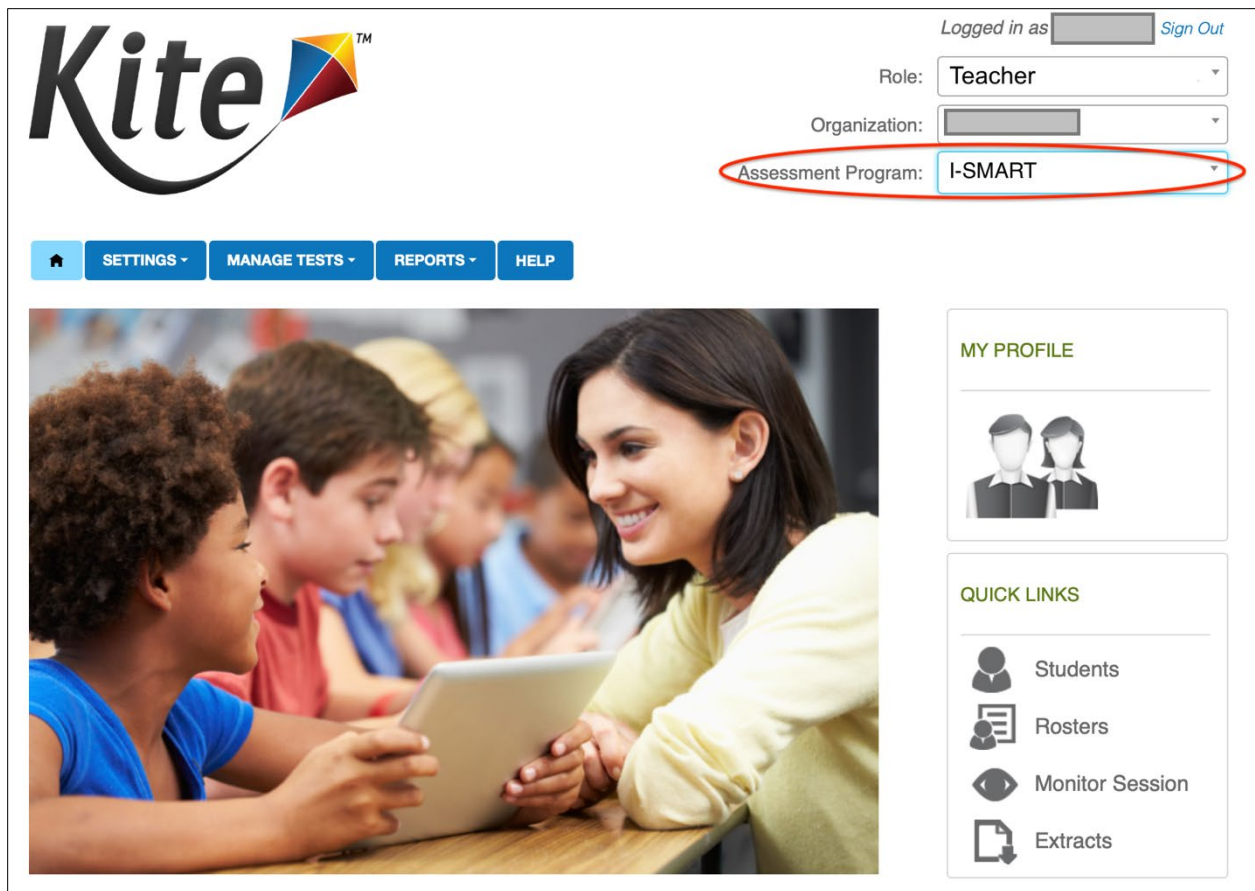 Kite™
Logged in as Sign Out
Role: Teacher
Organization:
Assessment Program: I-SMART
SETTINGS MANAGE TESTS REPORTS HELP
MY PROFILE
QUICK LINKS
Students
Rosters
Monitor Session
Extracts